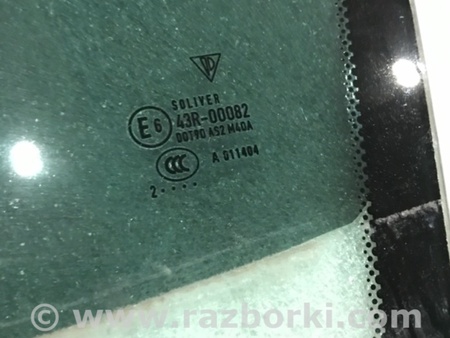 SOLIVER
E6 43R-00082
DOT90 AS2 M40A
CCC A 011404
2••••
© www.razborki.com